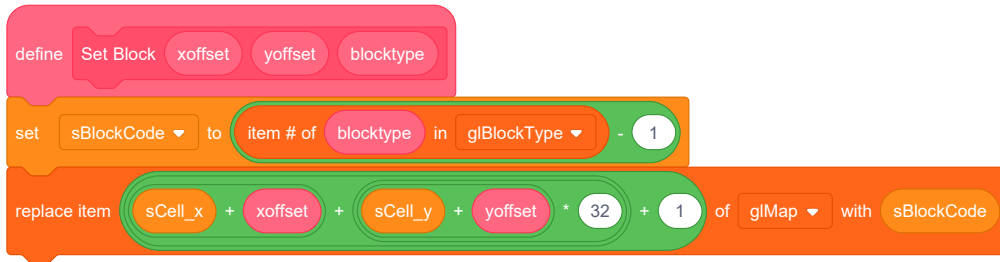 define Set Block xoffset yoffset blocktype
set sBlockCode to item # of blocktype in glBlockType - 1
replace item sCell_x + xoffset + sCell_y + yoffset * 32 + 1 of glMap with sBlockCode